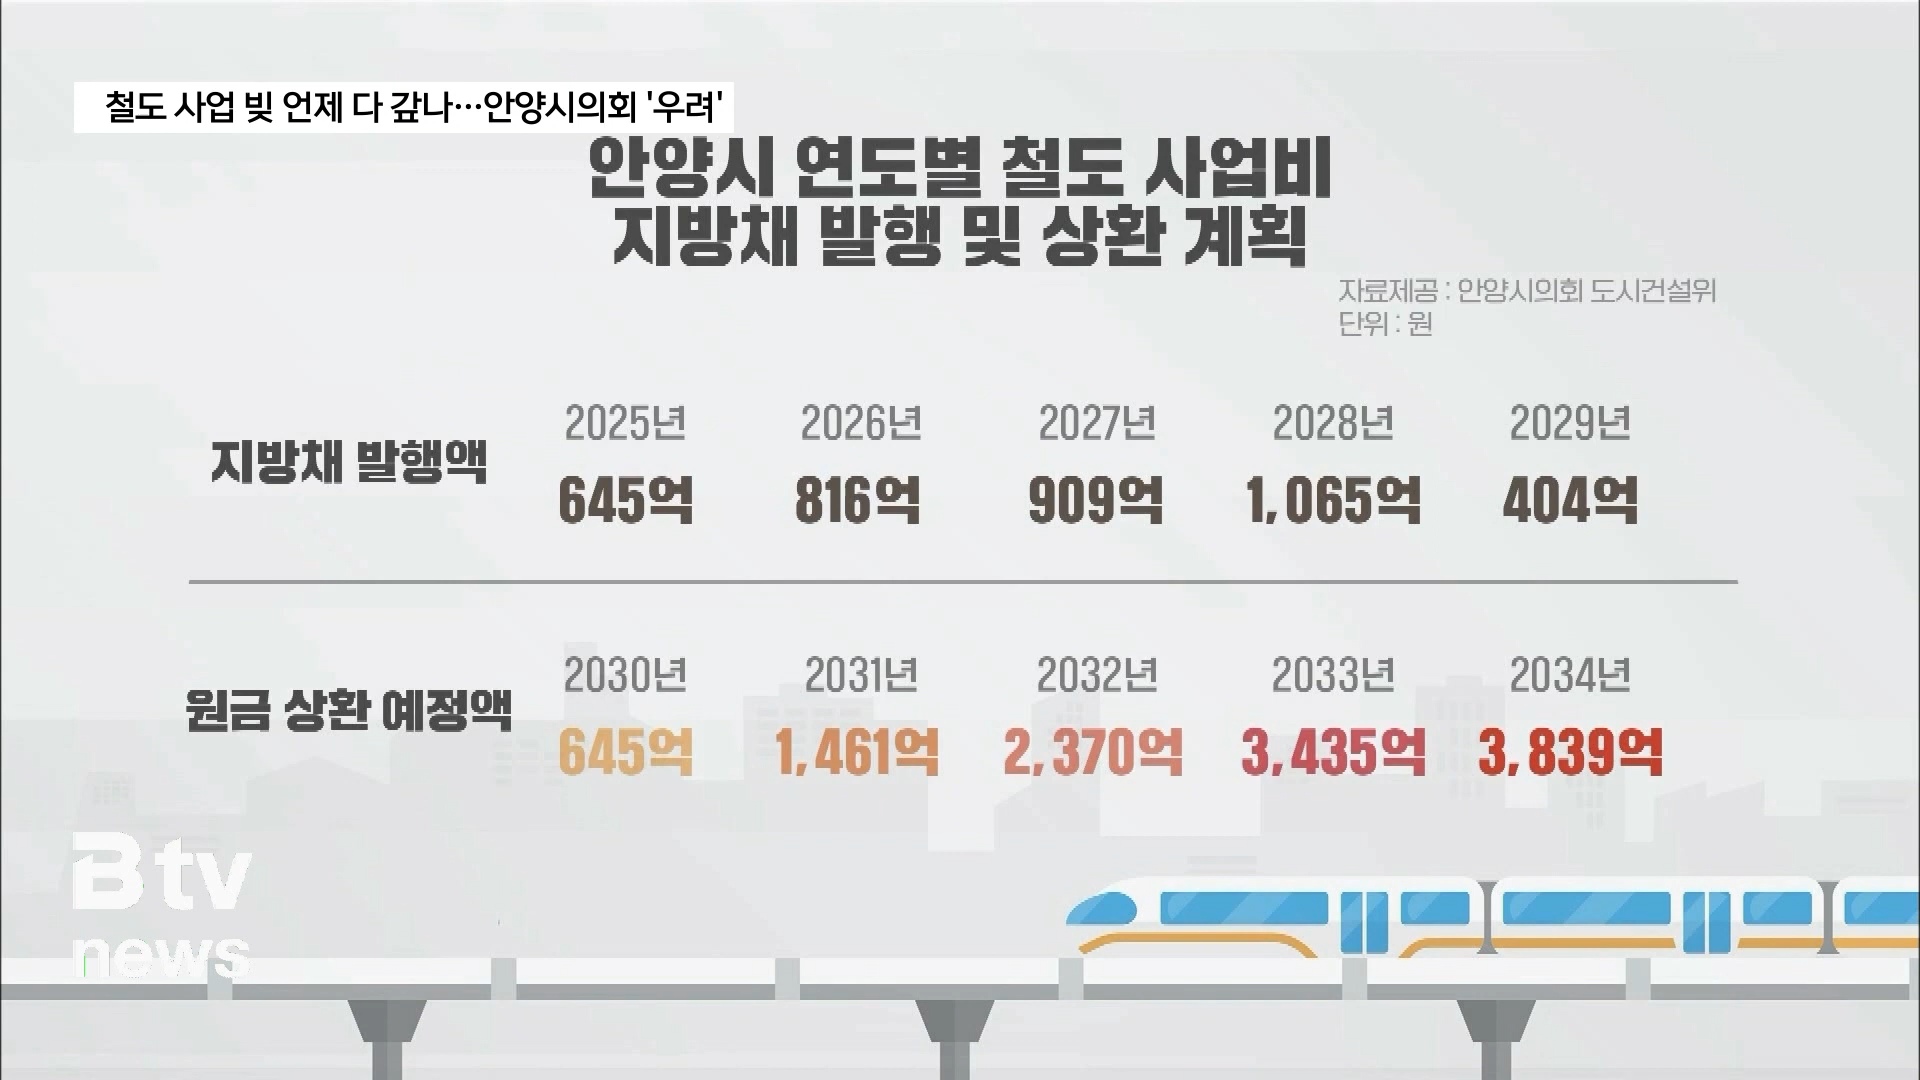 철도 사업 빚 언제 다 갚나…안양시의회 '우려'
안양시 연도별 철도 사업비
지방채 발행 및 상환 계획
자료제공 : 안양시의회 도시건설위
단위 : 원
지방채 발행액
2025년 2026년 2027년 2028년 2029년
645억 816억 909억 1,065억 404억
원금 상환 예정액
2030년 2031년 2032년 2033년 2034년
645억 1,461억 2,370억 3,435억 3,839억
B tv
news